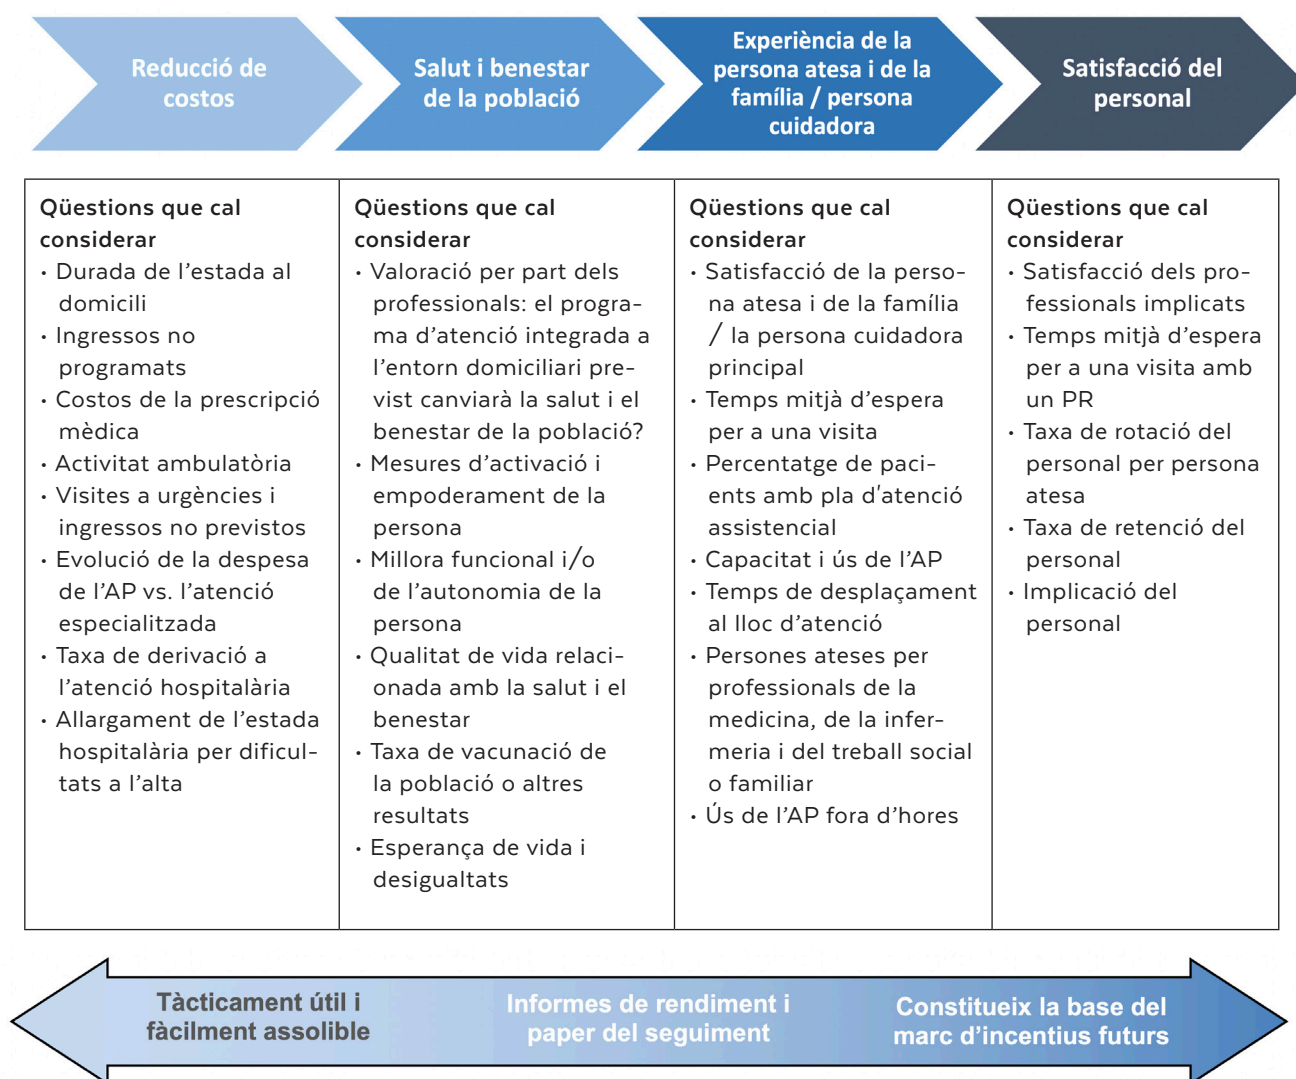 Reducció de
costos
Salut i benestar
de la població
Experiència de la
persona atesa i de la
família / persona
cuidadora
Satisfacció del
personal
Qüestions que cal
considerar
• Durada de l’estada al
domicili
• Ingressos no
programats
• Costos de la prescripció
mèdica
• Activitat ambulatòria
• Visites a urgències i
ingressos no previstos
• Evolució de la despesa
de l’AP vs. l’atenció
especialitzada
• Taxa de derivació a
l’atenció hospitalària
• Allargament de l’estada
hospitalària per dificul-
tats a l’alta
Qüestions que cal
considerar
• Valoració per part dels
professionals: el progra-
ma d’atenció integrada a
l’entorn domiciliari pre-
vist canviarà la salut i el
benestar de la població?
• Mesures d’activació i
empoderament de la
persona
• Millora funcional i/o
de l’autonomia de la
persona
• Qualitat de vida relaci-
onada amb la salut i el
benestar
• Taxa de vacunació de
la població o altres
resultats
• Esperança de vida i
desigualtats
Qüestions que cal
considerar
• Satisfacció de la perso-
na atesa i de la família
/ la persona cuidadora
principal
• Temps mitjà d’espera
per a una visita
• Percentatge de paci-
ents amb pla d'atenció
assistencial
• Capacitat i ús de l’AP
• Temps de desplaçament
al lloc d’atenció
• Persones ateses per
professionals de la
medicina, de la infer-
meria i del treball social
o familiar
• Ús de l’AP fora d’hores
Qüestions que cal
considerar
• Satisfacció dels pro-
fessionals implicats
• Temps mitjà d’espera
per a una visita amb
un PR
• Taxa de rotació del
personal per persona
atesa
• Taxa de retenció del
personal
• Implicació del
personal
Tàcticament útil i
fàcilment assolible
Informes de rendiment i
paper del seguiment
Constitueix la base del
marc d’incentius futurs